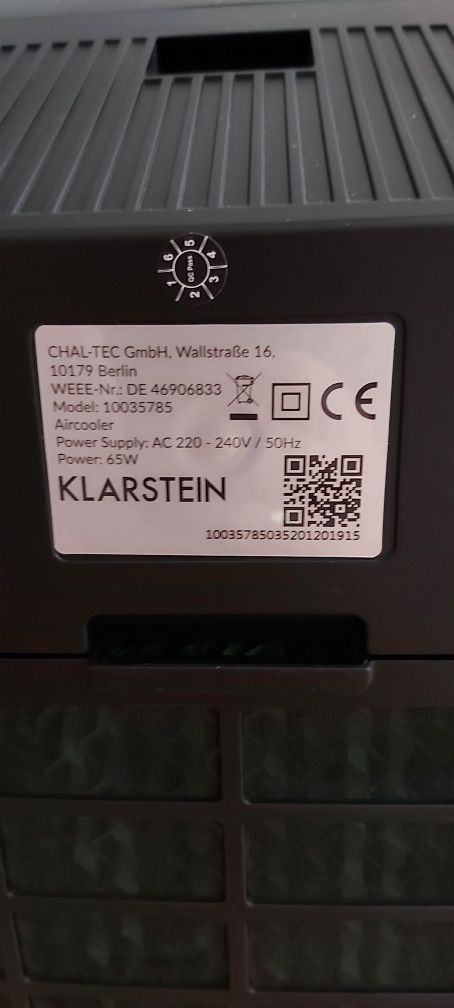 1 2 3 4 5 6
QC Pass
CHAL-TEC GmbH, Wallstraße 16,
10179 Berlin
WEEE-Nr.: DE 46906833
Model: 10035785
Aircooler
Power Supply: AC 220 - 240V / 50Hz
Power: 65W
CE
KLARSTEIN
10035785035201201915